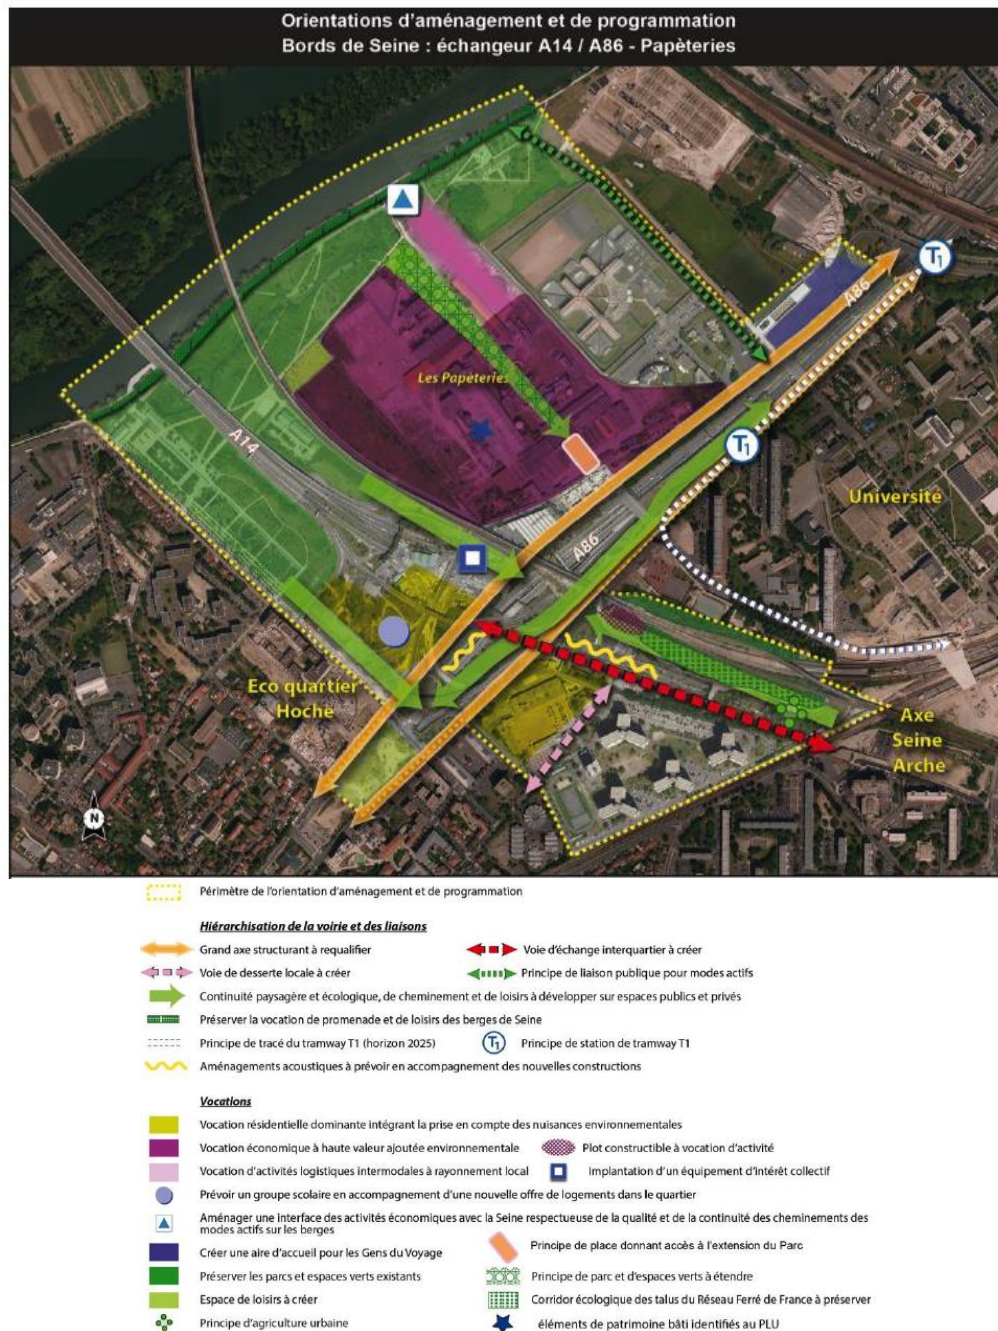 Orientations d'aménagement et de programmation
Bords de Seine : échangeur A14 / A86 - Papèteries
T1
A86
Les Papèteries
A14
T1
Université
A86
Eco quartier
Hoche
Axe
Seine
Arche
N
Périmètre de l'orientation d'aménagement et de programmation
Hiérarchisation de la voirie et des liaisons
Grand axe structurant à requalifier
Voie d'échange interquartier à créer
Voie de desserte locale à créer
Principe de liaison publique pour modes actifs
Continuité paysagère et écologique, de cheminement et de loisirs à développer sur espaces publics et privés
Préserver la vocation de promenade et de loisirs des berges de Seine
Principe de tracé du tramway T1 (horizon 2025)
T1
Principe de station de tramway T1
Aménagements acoustiques à prévoir en accompagnement des nouvelles constructions
Vocations
Vocation résidentielle dominante intégrant la prise en compte des nuisances environnementales
Vocation économique à haute valeur ajoutée environnementale
Plot constructible à vocation d'activité
Vocation d'activités logistiques intermodales à rayonnement local
Implantation d'un équipement d'intérêt collectif
Prévoir un groupe scolaire en accompagnement d'une nouvelle offre de logements dans le quartier
Aménager une interface des activités économiques avec la Seine respectueuse de la qualité et de la continuité des cheminements des
modes actifs sur les berges
Créer une aire d'accueil pour les Gens du Voyage
Principe de place donnant accès à l'extension du Parc
Préserver les parcs et espaces verts existants
Principe de parc et d'espaces verts à étendre
Espace de loisirs à créer
Corridor écologique des talus du Réseau Ferré de France à préserver
Principe d'agriculture urbaine
éléments de patrimoine bâti identifiés au PLU